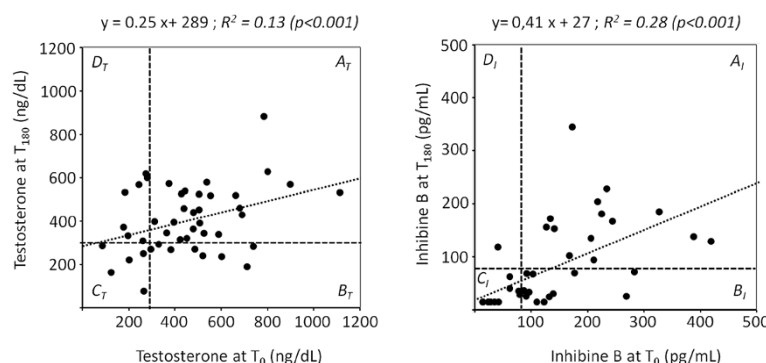 y = 0.25 x+ 289 ; R² = 0.13 (p<0.001)
Testosterone at T₁₈₀ (ng/dL)
1200
1000
800
600
400
200
D_T
A_T
C_T
B_T
200 400 600 800 1000 1200
Testosterone at T₀ (ng/dL)
y= 0,41 x + 27 ; R² = 0.28 (p<0.001)
Inhibine B at T₁₈₀ (pg/mL)
500
400
300
200
100
D_I
A_I
C_I
B_I
0 100 200 300 400 500
Inhibine B at T₀ (pg/mL)